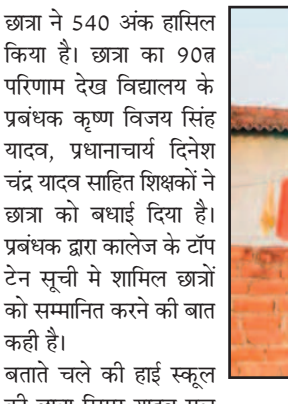 छात्रा ने 540 अंक हासिल
किया है। छात्रा का 90त्न
परिणाम देख विद्यालय के
प्रबंधक कृष्ण विजय सिंह
यादव, प्रधानाचार्य दिनेश
चंद्र यादव साहित शिक्षकों ने
छात्रा को बधाई दिया है।
प्रबंधक द्वारा कालेज के टॉप
टेन सूची मे शामिल छात्रों
को सम्मानित करने की बात
कही है।
बताते चले की हाई स्कूल